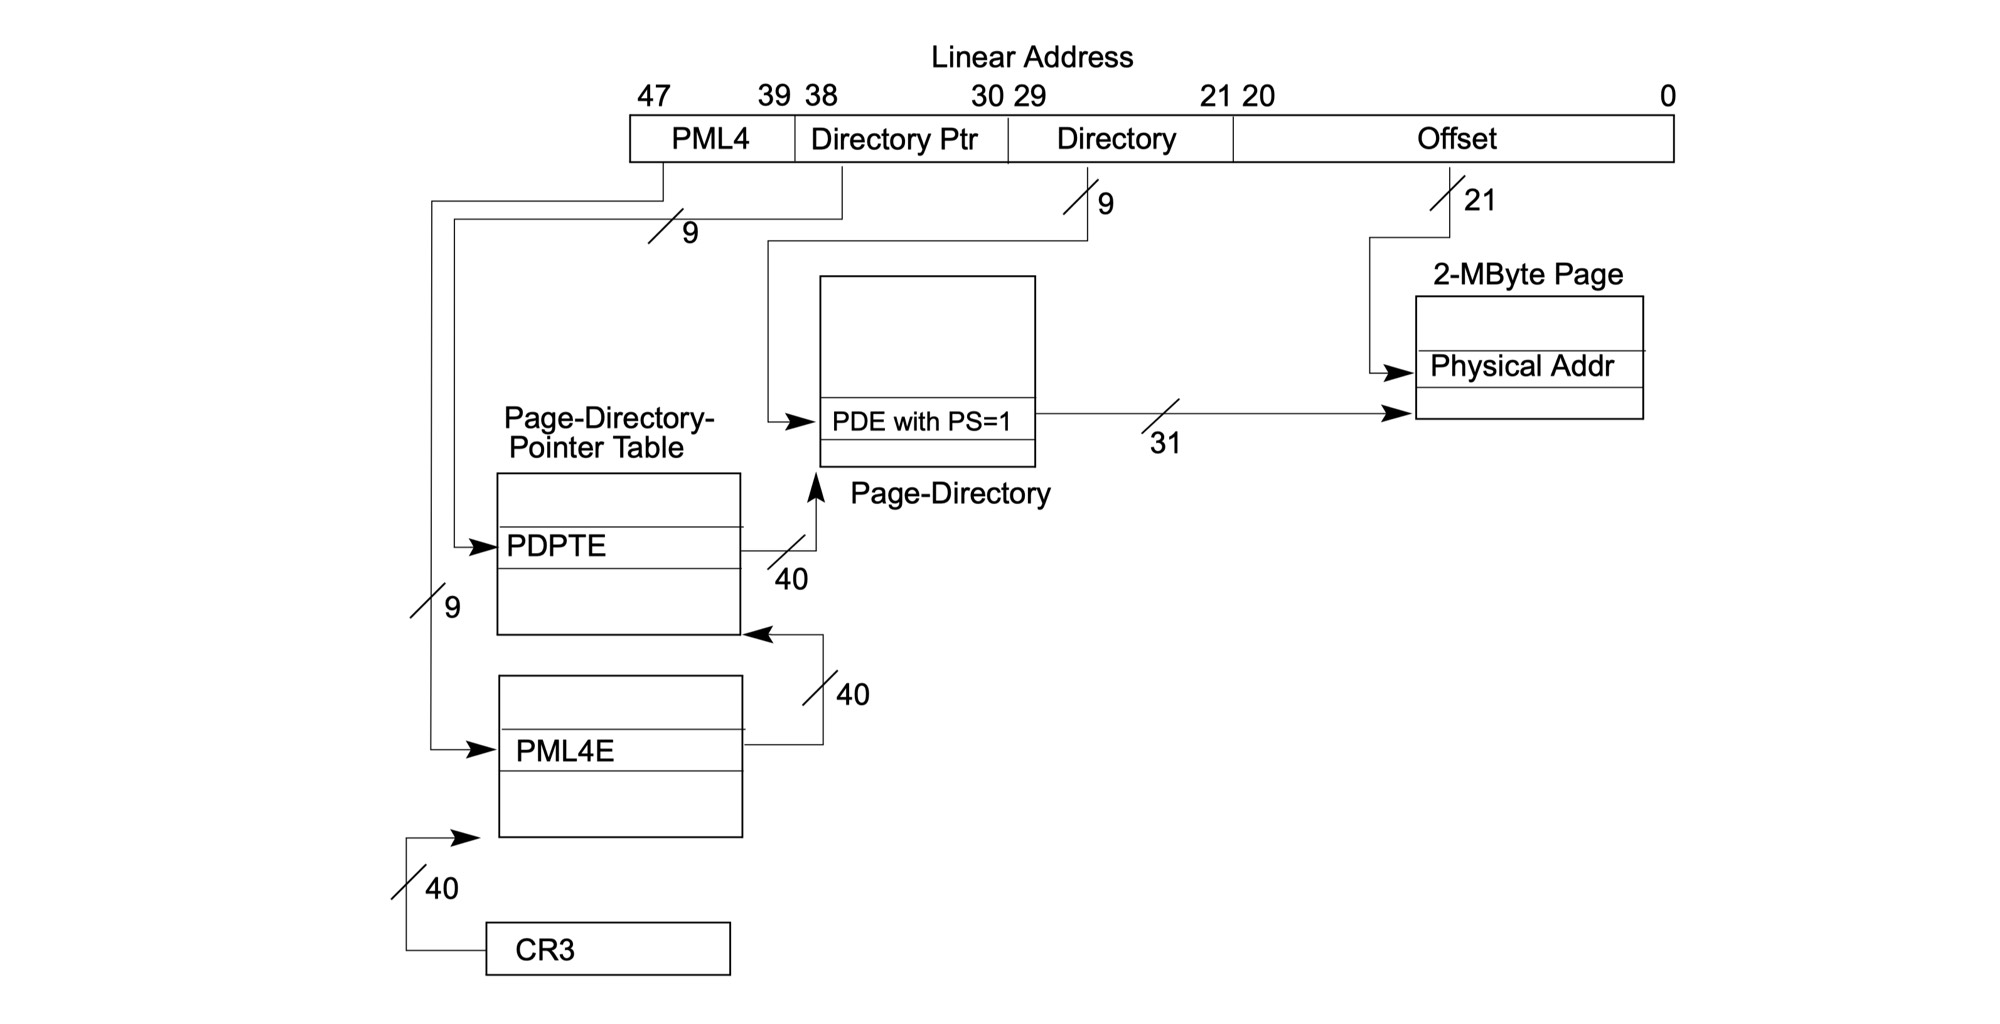 Linear Address
47 39 38 30 29 21 20 0
PML4 Directory Ptr Directory Offset
9 21
9
2-MByte Page
Physical Addr
Page-Directory-
Pointer Table
PDE with PS=1
31
Page-Directory
PDPTE
40
9
40
PML4E
40
CR3